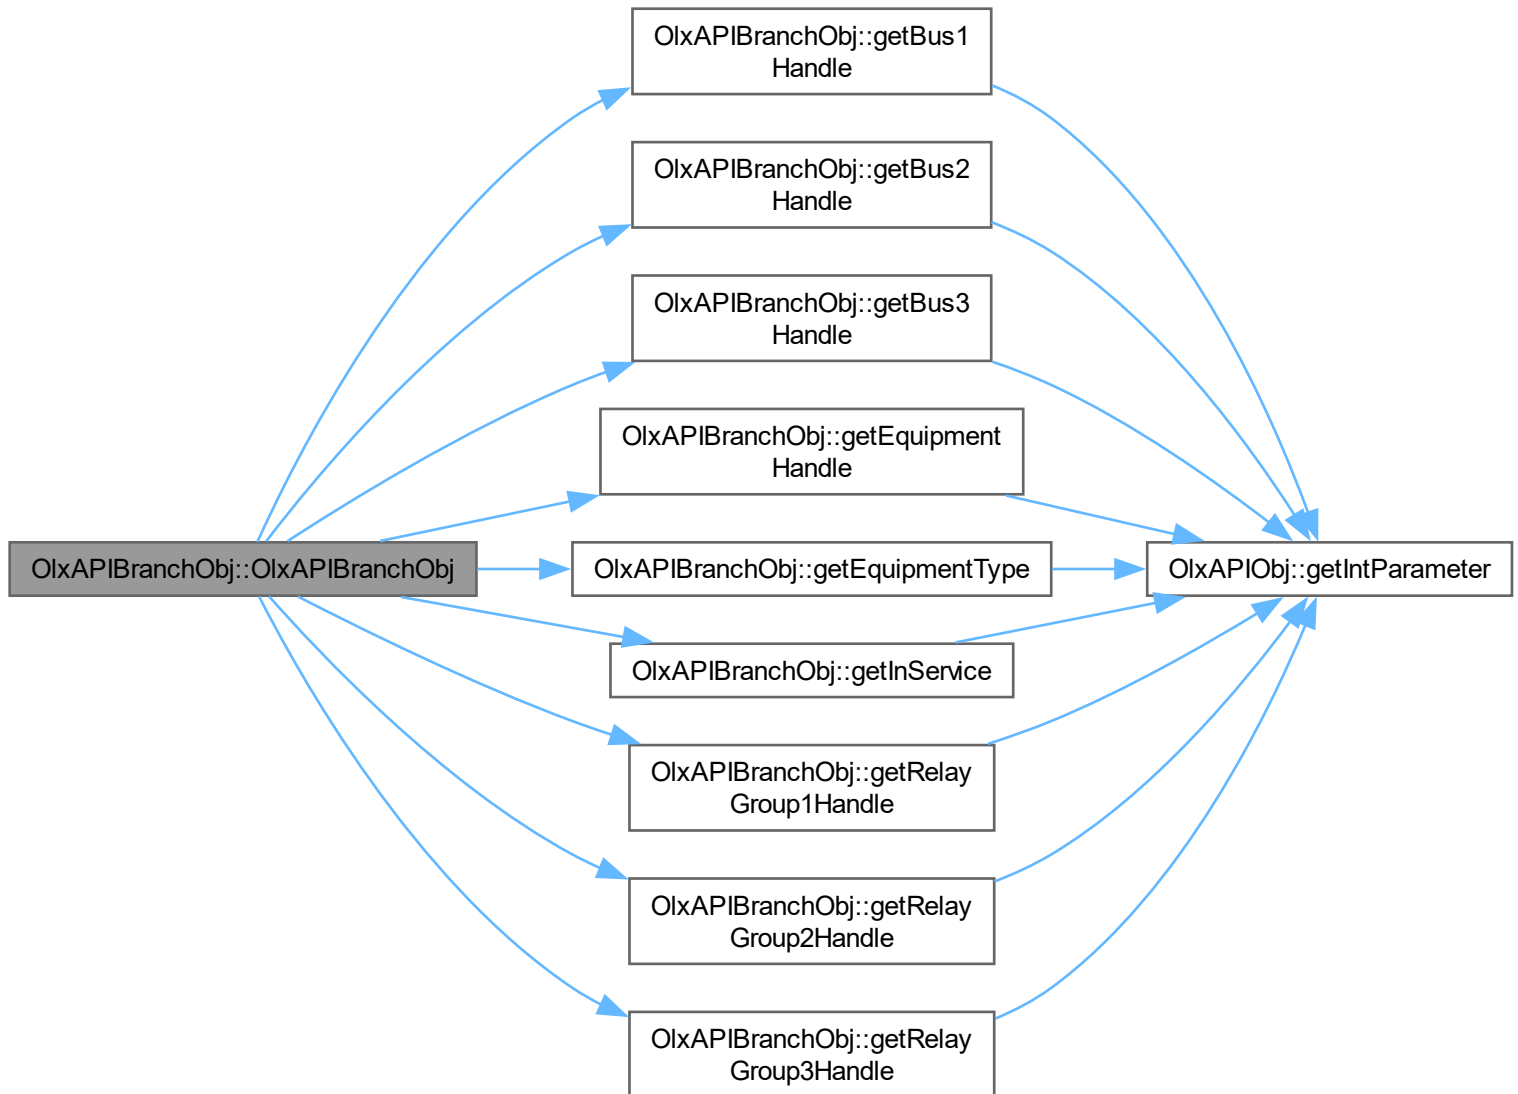 OlxAPIBranchObj::getBus1
Handle
OlxAPIBranchObj::getBus2
Handle
OlxAPIBranchObj::getBus3
Handle
OlxAPIBranchObj::getEquipment
Handle
OlxAPIBranchObj::OlxAPIBranchObj
OlxAPIBranchObj::getEquipmentType
OlxAPIObj::getIntParameter
OlxAPIBranchObj::getInService
OlxAPIBranchObj::getRelay
Group1Handle
OlxAPIBranchObj::getRelay
Group2Handle
OlxAPIBranchObj::getRelay
Group3Handle